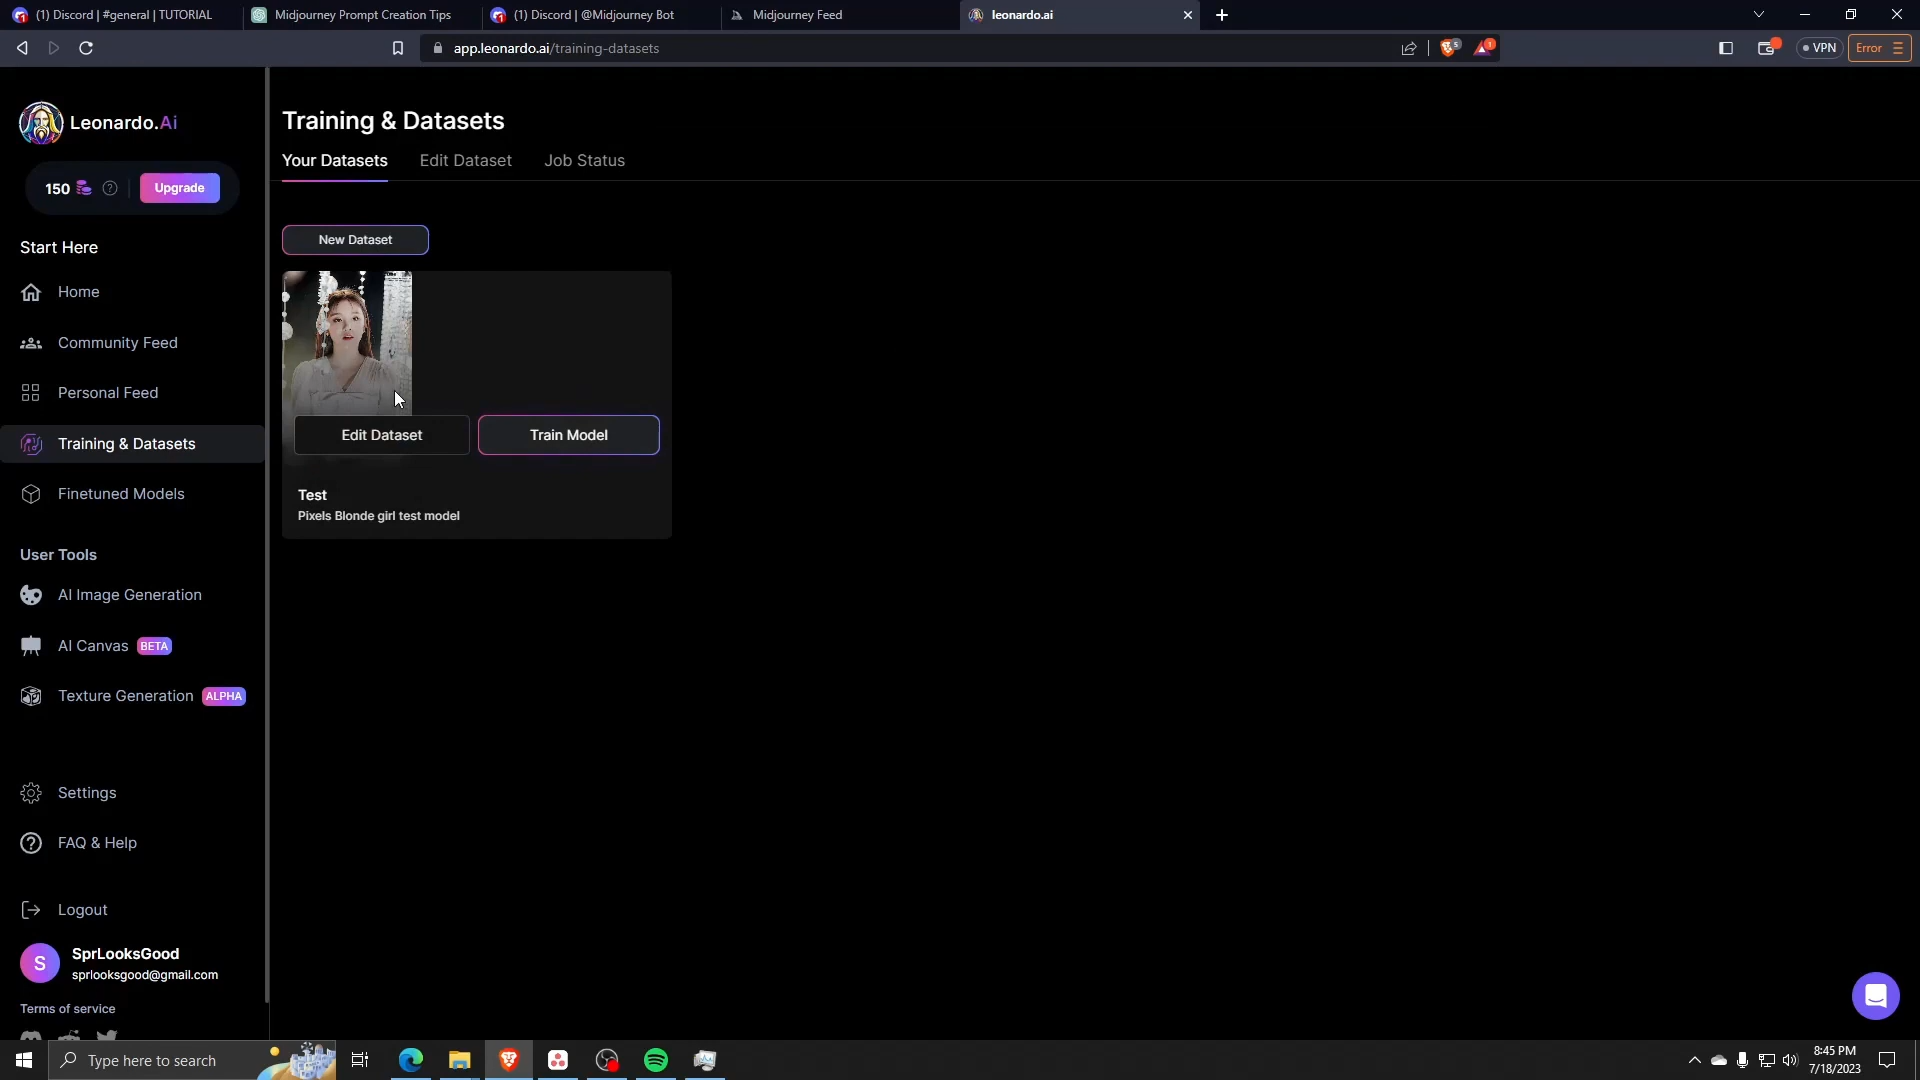 (1) Discord | #general | TUTORIAL
Midjourney Prompt Creation Tips
(1) Discord | @Midjourney Bot
Midjourney Feed
leonardo.ai
app.leonardo.ai/training-datasets
5
1
VPN
Error
Leonardo.Ai
150
Upgrade
Start Here
Home
Community Feed
Personal Feed
Training & Datasets
Finetuned Models
User Tools
AI Image Generation
AI Canvas BETA
Texture Generation ALPHA
Settings
FAQ & Help
Logout
S
SprLooksGood
sprlooksgood@gmail.com
Terms of service
Training & Datasets
Your Datasets
Edit Dataset
Job Status
New Dataset
Edit Dataset
Train Model
Test
Pixels Blonde girl test model
Type here to search
8:45 PM
7/18/2023